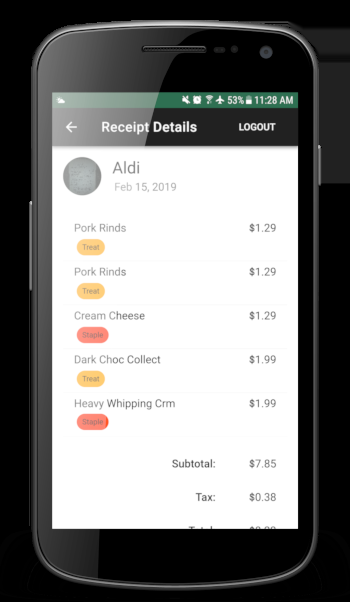 53% 11:28 AM
Receipt Details LOGOUT
Aldi
Feb 15, 2019
Pork Rinds $1.29
Treat
Pork Rinds $1.29
Treat
Cream Cheese $1.29
Staple
Dark Choc Collect $1.99
Treat
Heavy Whipping Crm $1.99
Staple
Subtotal: $7.85
Tax: $0.38